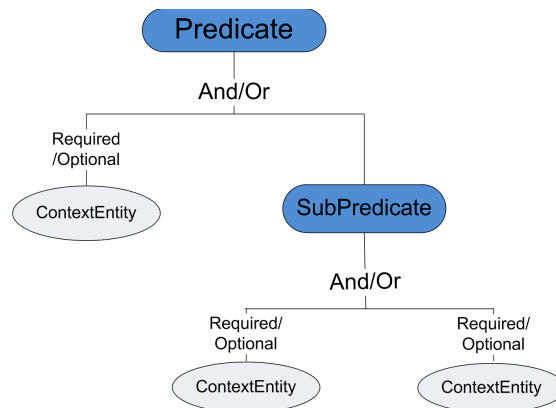 Predicate
And/Or
Required
/Optional
ContextEntity
SubPredicate
And/Or
Required/
Optional
Required/
Optional
ContextEntity
ContextEntity